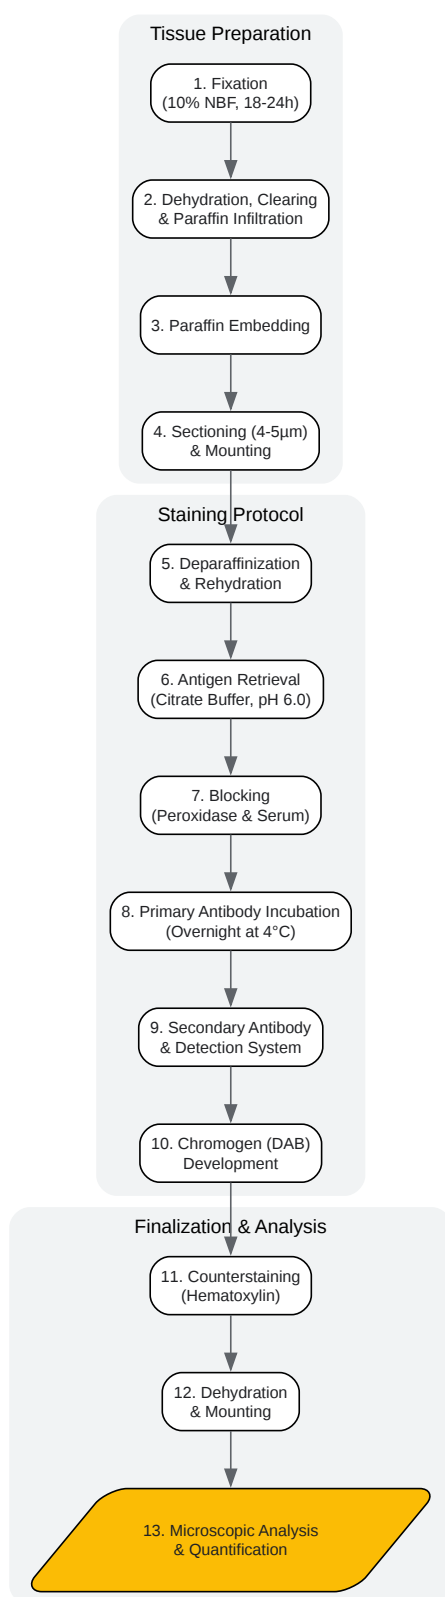 Tissue Preparation
1. Fixation
(10% NBF, 18-24h)
2. Dehydration, Clearing
& Paraffin Infiltration
3. Paraffin Embedding
4. Sectioning (4-5µm)
& Mounting
Staining Protocol
5. Deparaffinization
& Rehydration
6. Antigen Retrieval
(Citrate Buffer, pH 6.0)
7. Blocking
(Peroxidase & Serum)
8. Primary Antibody Incubation
(Overnight at 4°C)
9. Secondary Antibody
& Detection System
10. Chromogen (DAB)
Development
Finalization & Analysis
11. Counterstaining
(Hematoxylin)
12. Dehydration
& Mounting
13. Microscopic Analysis
& Quantification